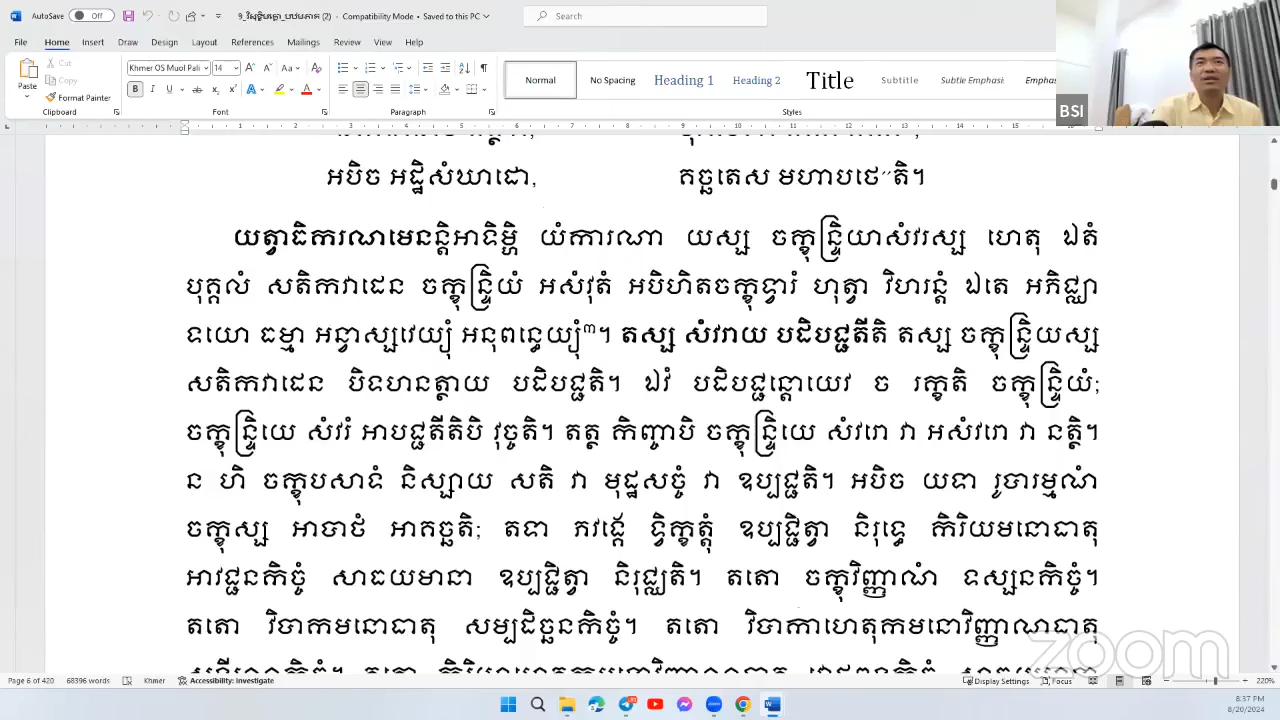 AutoSave Off ១_វិសុទ្ធិមគ្គោ_បឋមភាគ (2) - Compatibility Mode • Saved to this PC Search
File Home Insert Draw Design Layout References Mailings Review View Help
Paste Cut Copy Format Painter Clipboard
Khmer OS Muol Pali 14 Font Paragraph
Normal No Spacing Heading 1 Heading 2 Title Subtitle Subtle Emphasis Styles
BSI
អបិច អដ្ឋិសំឃាដោ, គច្ឆតេស មហាបថេ´´តិ។
យត្វាធិករណមេនន្តិអាទិម្ហិ យំការណា យស្ស ចក្ខុន្ទ្រិយាសំវរស្ស ហេតុ ឯតំ
បុគ្គលំ សតិកវាដេន ចក្ខុន្ទ្រិយំ អសំវុតំ អបិហិតចក្ខុទ្វារំ ហុត្វា វិហរន្តំ ឯតេ អភិជ្ឈា
ទយោ ធម្មា អន្វាស្សវេយ្យុំ អនុពន្ធេយ្យុំ៣។ តស្ស សំវរាយ បដិបជ្ជតីតិ តស្ស ចក្ខុន្ទ្រិយស្ស
សតិកវាដេន បិទហនត្ថាយ បដិបជ្ជតិ។ ឯវំ បដិបជ្ជន្តោយេវ ច រក្ខតិ ចក្ខុន្ទ្រិយំ;
ចក្ខុន្ទ្រិយេ សំវរំ អាបជ្ជតីតិបិ វុច្ចតិ។ តត្ថ កិញ្ចាបិ ចក្ខុន្ទ្រិយេ សំវរោ វា អសំវរោ វា នត្ថិ។
ន ហិ ចក្ខុបសាទំ និស្សាយ សតិ វា មុដ្ឋសច្ចំ វា ឧប្បជ្ជតិ។ អបិច យទា រូបារម្មណំ
ចក្ខុស្ស អាបាថំ អាគច្ឆតិ; តទា ភវង្គេ ទ្វិក្ខត្តុំ ឧប្បជ្ជិត្វា និរុទ្ធេ កិរិយមនោធាតុ
អាវជ្ជនកិច្ចំ សាធយមានា ឧប្បជ្ជិត្វា និរុជ្ឈតិ។ តតោ ចក្ខុវិញ្ញាណំ ទស្សនកិច្ចំ។
តតោ វិបាកមនោធាតុ សម្បដិច្ឆនកិច្ចំ។ តតោ វិបាកាហេតុកមនោវិញ្ញាណធាតុ
zoom
Page 6 of 420 68396 words Khmer Accessibility: Investigate Display Settings Focus 220%
8:37 PM
8/20/2024